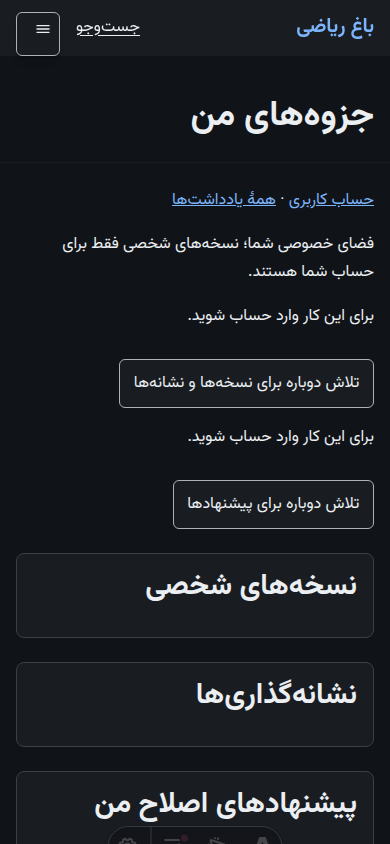 باغ ریاضی
جست‌وجو
جزوه‌های من
حساب کاربری · همهٔ یادداشت‌ها
فضای خصوصی شما؛ نسخه‌های شخصی فقط برای
حساب شما هستند.
برای این کار وارد حساب شوید.
تلاش دوباره برای نسخه‌ها و نشانه‌ها
برای این کار وارد حساب شوید.
تلاش دوباره برای پیشنهادها
نسخه‌های شخصی
نشانه‌گذاری‌ها
پیشنهادهای اصلاح من